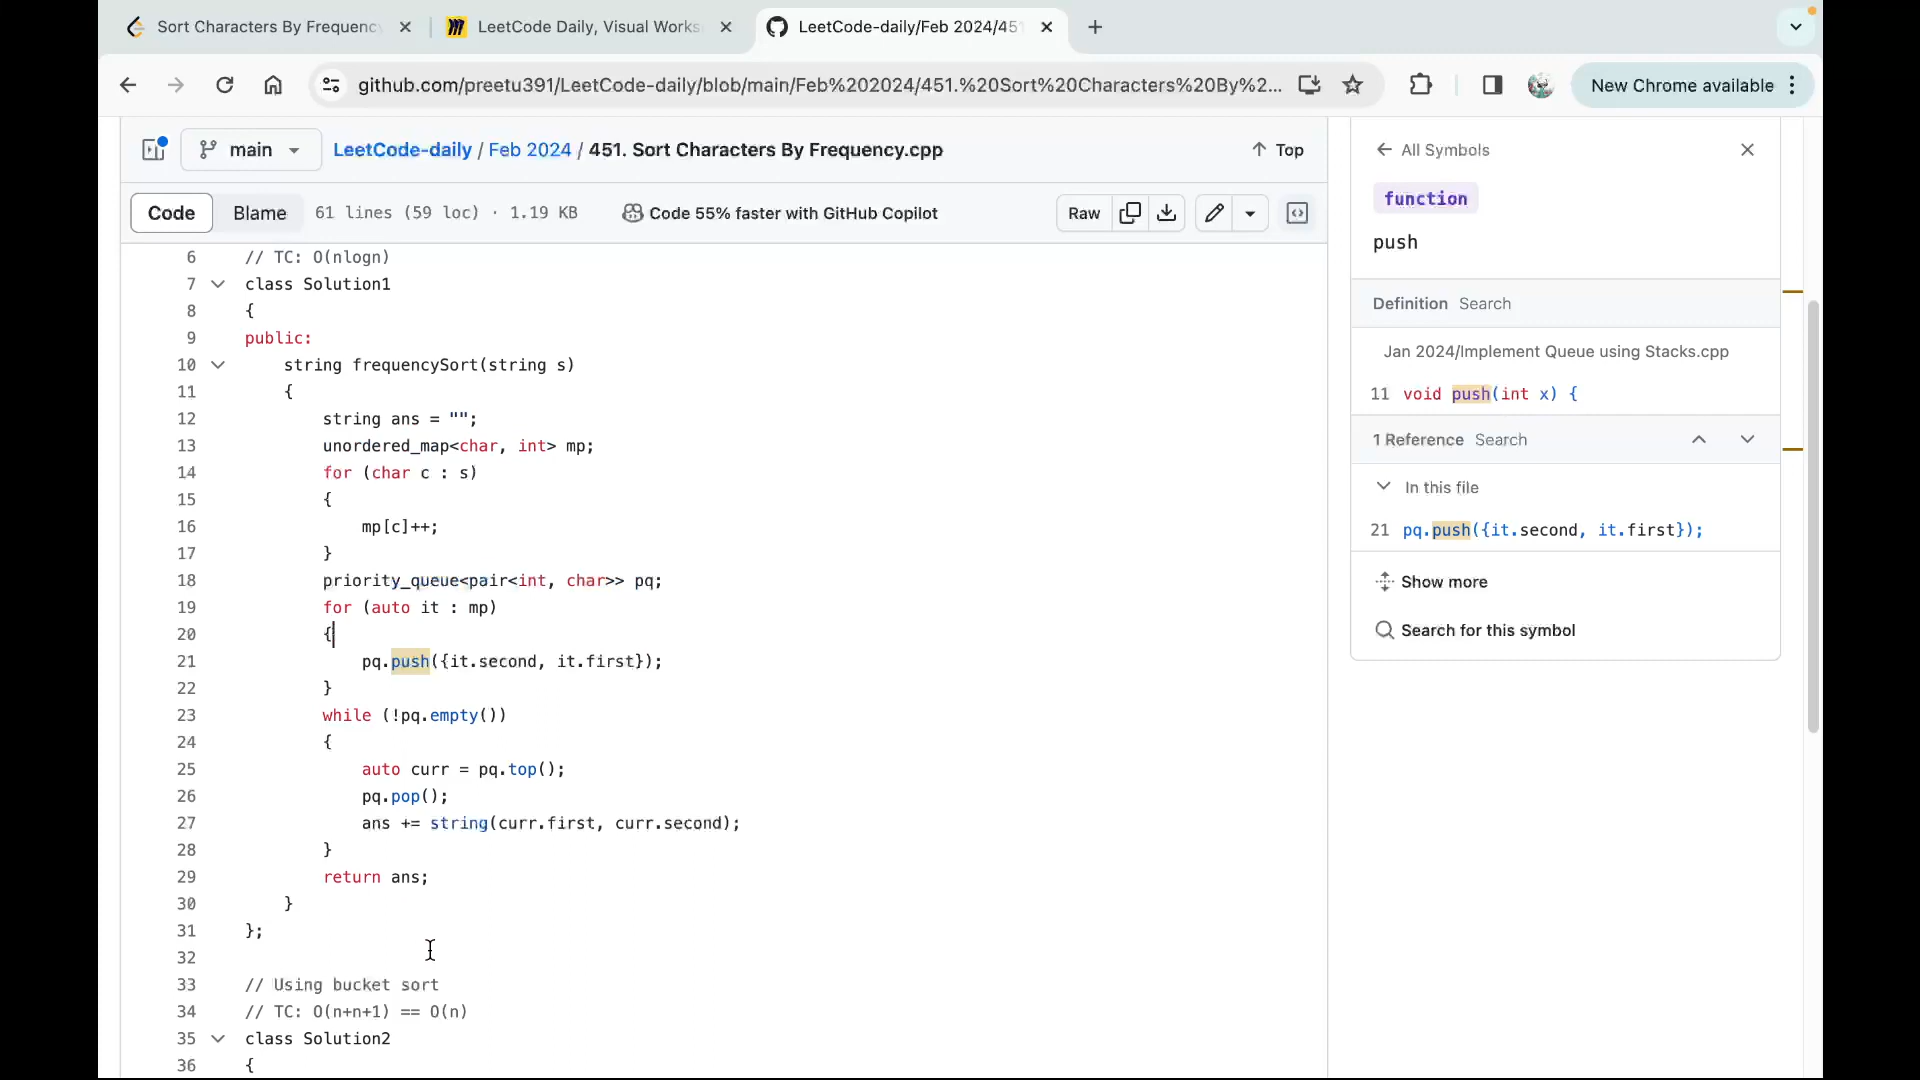 Sort Characters By Frequenc
LeetCode Daily, Visual Works
LeetCode-daily/Feb 2024/451
github.com/preetu391/LeetCode-daily/blob/main/Feb%202024/451.%20Sort%20Characters%20By%2...
New Chrome available
main
LeetCode-daily / Feb 2024 / 451. Sort Characters By Frequency.cpp
Top
Code
Blame
61 lines (59 loc) · 1.19 KB
Code 55% faster with GitHub Copilot
Raw
6 // TC: O(nlogn)
7 class Solution1
8 {
9 public:
10 string frequencySort(string s)
11 {
12 string ans = "";
13 unordered_map<char, int> mp;
14 for (char c : s)
15 {
16 mp[c]++;
17 }
18 priority_queue<pair<int, char>> pq;
19 for (auto it : mp)
20 {
21 pq.push({it.second, it.first});
22 }
23 while (!pq.empty())
24 {
25 auto curr = pq.top();
26 pq.pop();
27 ans += string(curr.first, curr.second);
28 }
29 return ans;
30 }
31 };
32
33 // Using bucket sort
34 // TC: O(n+n+1) == O(n)
35 class Solution2
36 {
All Symbols
function
push
Definition Search
Jan 2024/Implement Queue using Stacks.cpp
11 void push(int x) {
1 Reference Search
In this file
21 pq.push({it.second, it.first});
Show more
Search for this symbol